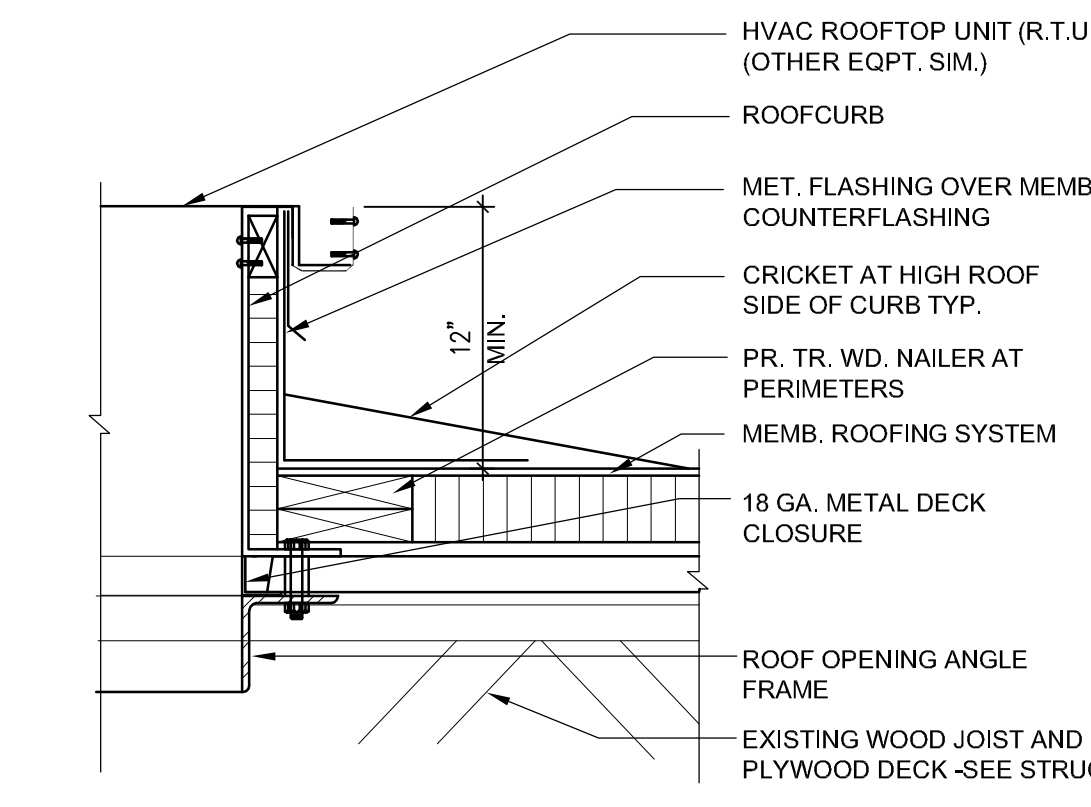 HVAC ROOFTOP UNIT (R.T.U
(OTHER EQPT. SIM.)
ROOFCURB
MET. FLASHING OVER MEMB
COUNTERFLASHING
CRICKET AT HIGH ROOF
SIDE OF CURB TYP.
12"
MIN.
PR. TR. WD. NAILER AT
PERIMETERS
MEMB. ROOFING SYSTEM
18 GA. METAL DECK
CLOSURE
ROOF OPENING ANGLE
FRAME
EXISTING WOOD JOIST AND
PLYWOOD DECK -SEE STRUC